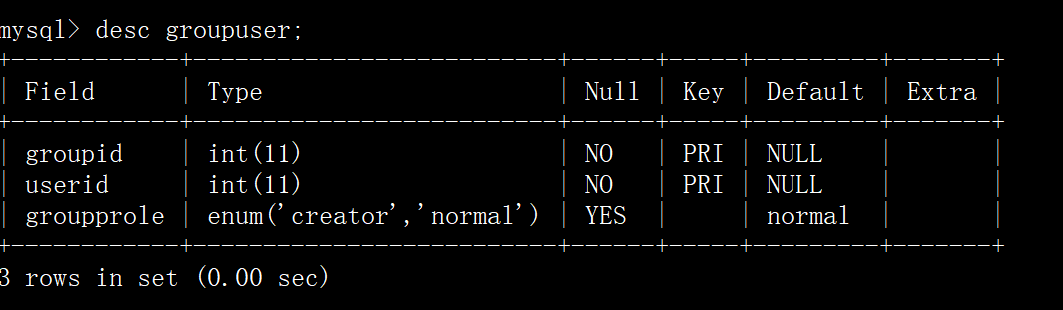 mysql> desc groupuser;
+------------+--------------------------+------+-----+---------+-------+
| Field      | Type                     | Null | Key | Default | Extra |
+------------+--------------------------+------+-----+---------+-------+
| groupid    | int(11)                  | NO   | PRI | NULL    |       |
| userid     | int(11)                  | NO   | PRI | NULL    |       |
| groupprole | enum('creator','normal') | YES  |     | normal  |       |
+------------+--------------------------+------+-----+---------+-------+
3 rows in set (0.00 sec)